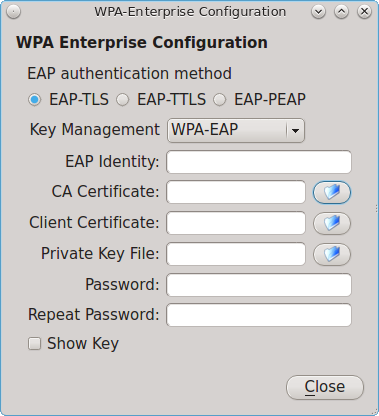 WPA-Enterprise Configuration
WPA Enterprise Configuration
EAP authentication method
EAP-TLS EAP-TTLS EAP-PEAP
Key Management WPA-EAP
EAP Identity:
CA Certificate:
Client Certificate:
Private Key File:
Password:
Repeat Password:
Show Key
Close